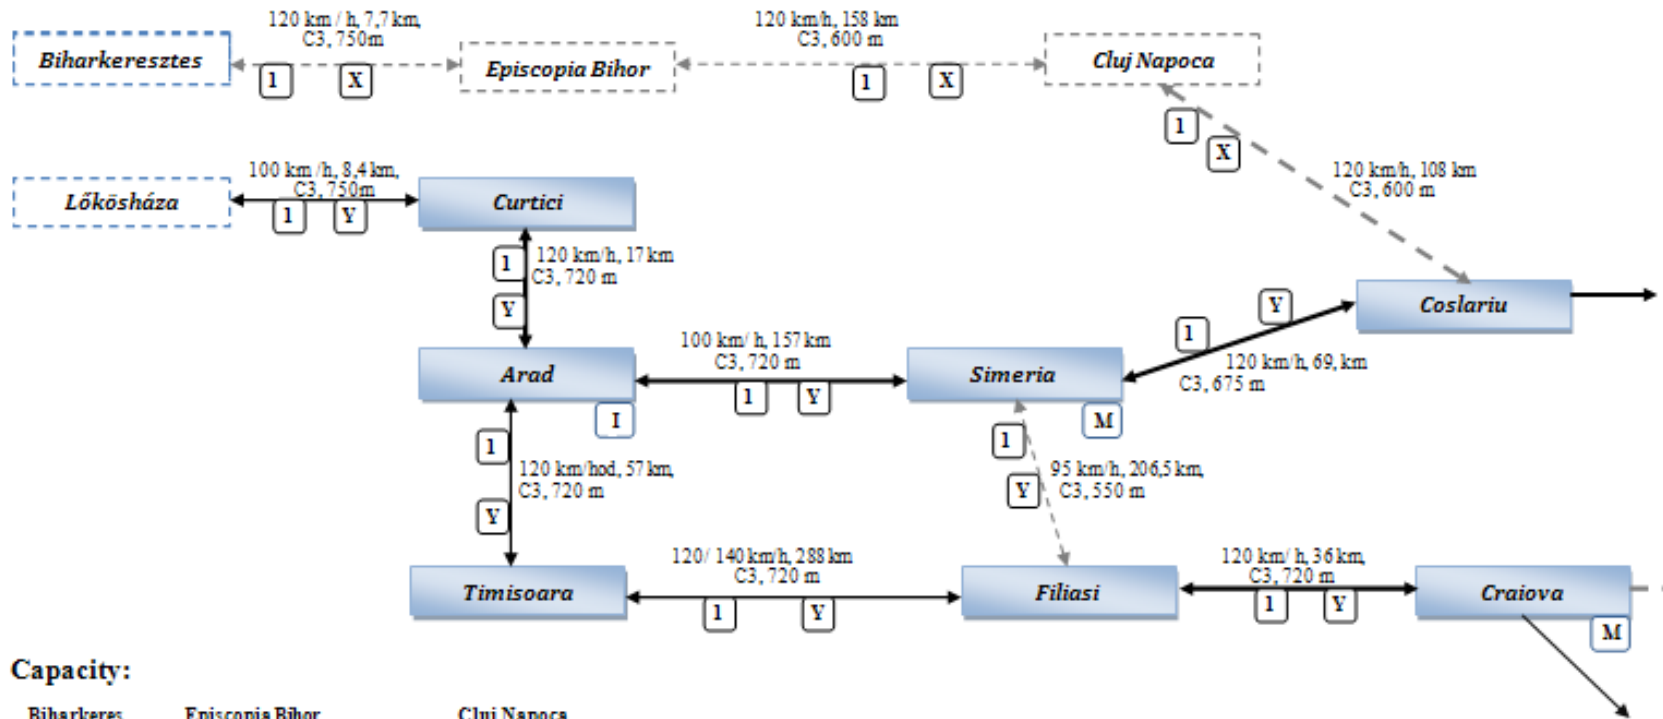 120 km / h, 7,7 km,
C3, 750m
120 km/h, 158 km
C3, 600 m
Biharkeresztes
1
X
Episcopia Bihor
1
X
Cluj Napoca
1
X
120 km/h, 108 km
C3, 600 m
Lőkösháza
100 km /h, 8,4 km,
C3, 750m
1
Y
Curtici
1
120 km/h, 17 km
C3, 720 m
Y
Coslariu
Arad
I
100 km/ h, 157 km
C3, 720 m
1
Y
Simeria
M
1
Y
120 km/h, 69, km
C3, 675 m
1
120 km/hod, 57 km,
C3, 720 m
Y
1
95 km/h, 206,5 km,
C3, 550 m
Y
Timisoara
120/ 140 km/h, 288 km
C3, 720 m
1
Y
Filiasi
120 km/ h, 36 km,
C3, 720 m
1
Y
Craiova
M
Capacity:
Biharkeres Episcopia Bihor Cluj Napoca